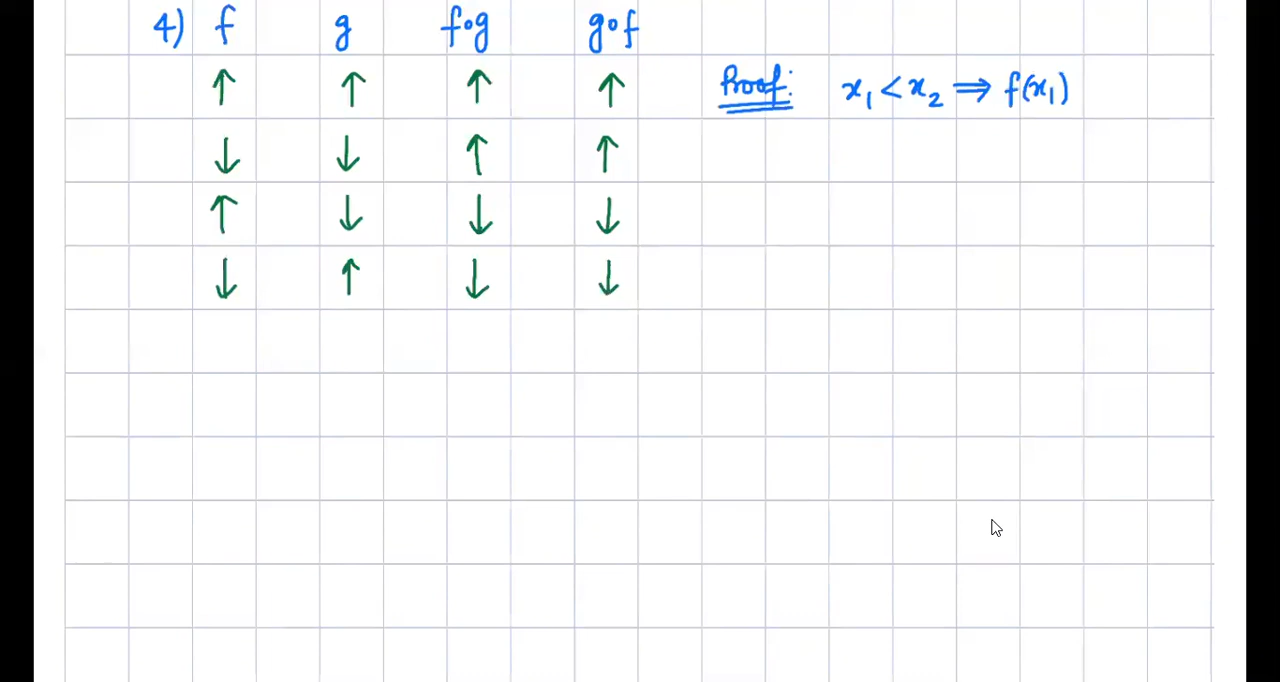 4) f g f∘g g∘f
↑ ↑ ↑ ↑ Proof: x₁ < x₂ ⇒ f(x₁)
↓ ↓ ↑ ↑
↑ ↓ ↓ ↓
↓ ↑ ↓ ↓